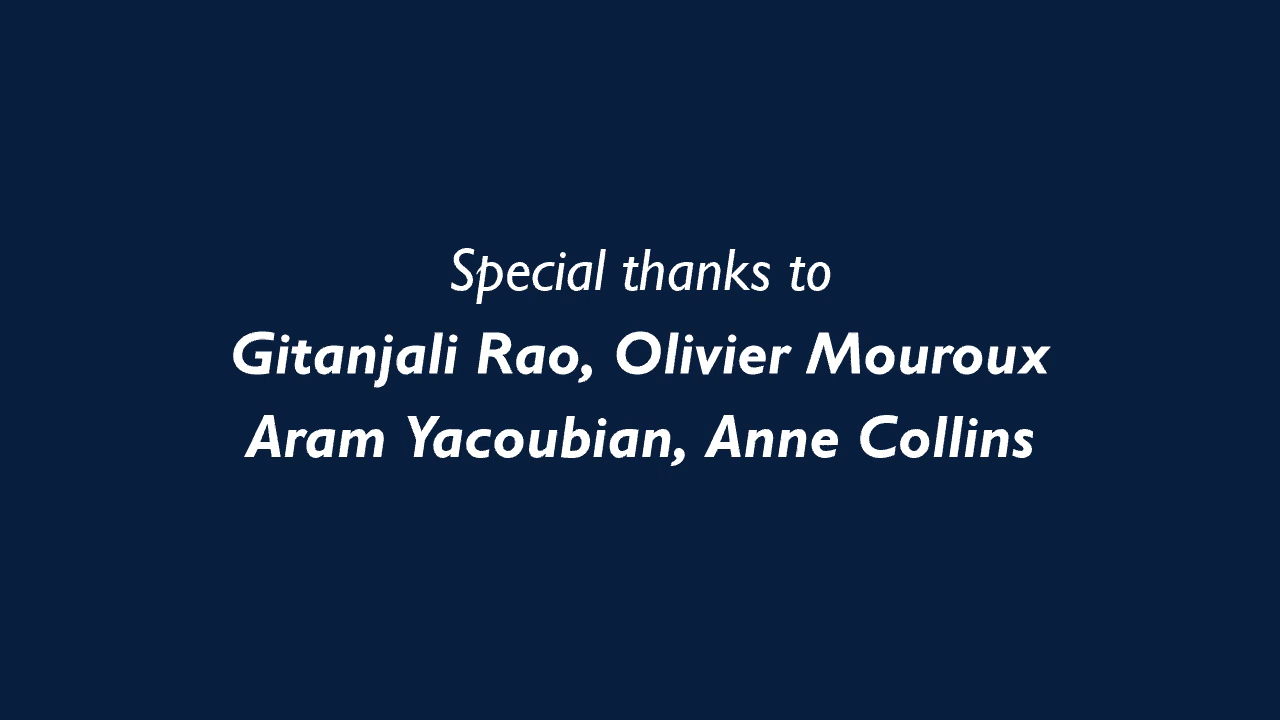 Special thanks to
Gitanjali Rao, Olivier Mouroux
Aram Yacoubian, Anne Collins